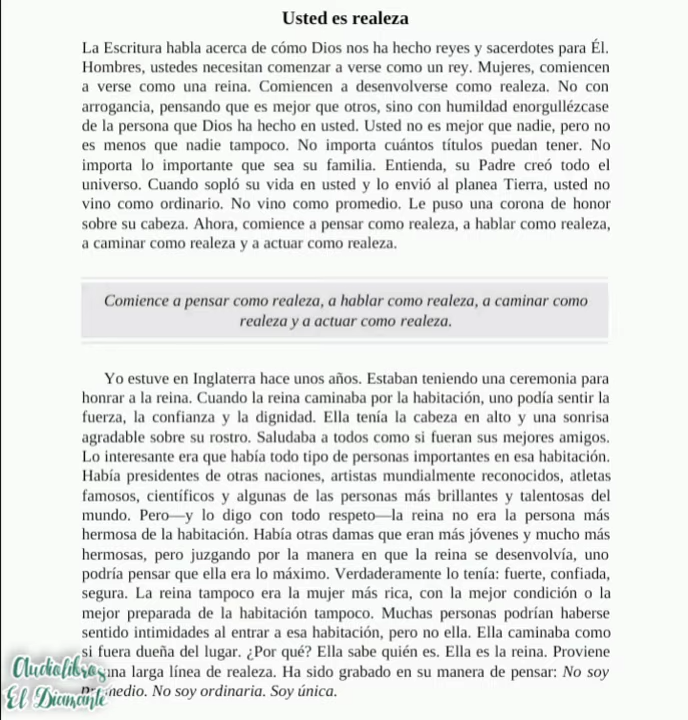 Usted es realeza
La Escritura habla acerca de cómo Dios nos ha hecho reyes y sacerdotes para Él.
Hombres, ustedes necesitan comenzar a verse como un rey. Mujeres, comiencen
a verse como una reina. Comiencen a desenvolverse como realeza. No con
arrogancia, pensando que es mejor que otros, sino con humildad enorgullézcase
de la persona que Dios ha hecho en usted. Usted no es mejor que nadie, pero no
es menos que nadie tampoco. No importa cuántos títulos puedan tener. No
importa lo importante que sea su familia. Entienda, su Padre creó todo el
universo. Cuando sopló su vida en usted y lo envió al planea Tierra, usted no
vino como ordinario. No vino como promedio. Le puso una corona de honor
sobre su cabeza. Ahora, comience a pensar como realeza, a hablar como realeza,
a caminar como realeza y a actuar como realeza.
Comience a pensar como realeza, a hablar como realeza, a caminar como
realeza y a actuar como realeza.
Yo estuve en Inglaterra hace unos años. Estaban teniendo una ceremonia para
honrar a la reina. Cuando la reina caminaba por la habitación, uno podía sentir la
fuerza, la confianza y la dignidad. Ella tenía la cabeza en alto y una sonrisa
agradable sobre su rostro. Saludaba a todos como si fueran sus mejores amigos.
Lo interesante era que había todo tipo de personas importantes en esa habitación.
Había presidentes de otras naciones, artistas mundialmente reconocidos, atletas
famosos, científicos y algunas de las personas más brillantes y talentosas del
mundo. Pero—y lo digo con todo respeto—la reina no era la persona más
hermosa de la habitación. Había otras damas que eran más jóvenes y mucho más
hermosas, pero juzgando por la manera en que la reina se desenvolvía, uno
podría pensar que ella era lo máximo. Verdaderamente lo tenía: fuerte, confiada,
segura. La reina tampoco era la mujer más rica, con la mejor condición o la
mejor preparada de la habitación tampoco. Muchas personas podrían haberse
sentido intimidades al entrar a esa habitación, pero no ella. Ella caminaba como
si fuera dueña del lugar. ¿Por qué? Ella sabe quién es. Ella es la reina. Proviene
una larga línea de realeza. Ha sido grabado en su manera de pensar: No soy
No soy ordinaria. Soy única.
Audiolibros
El Diamante